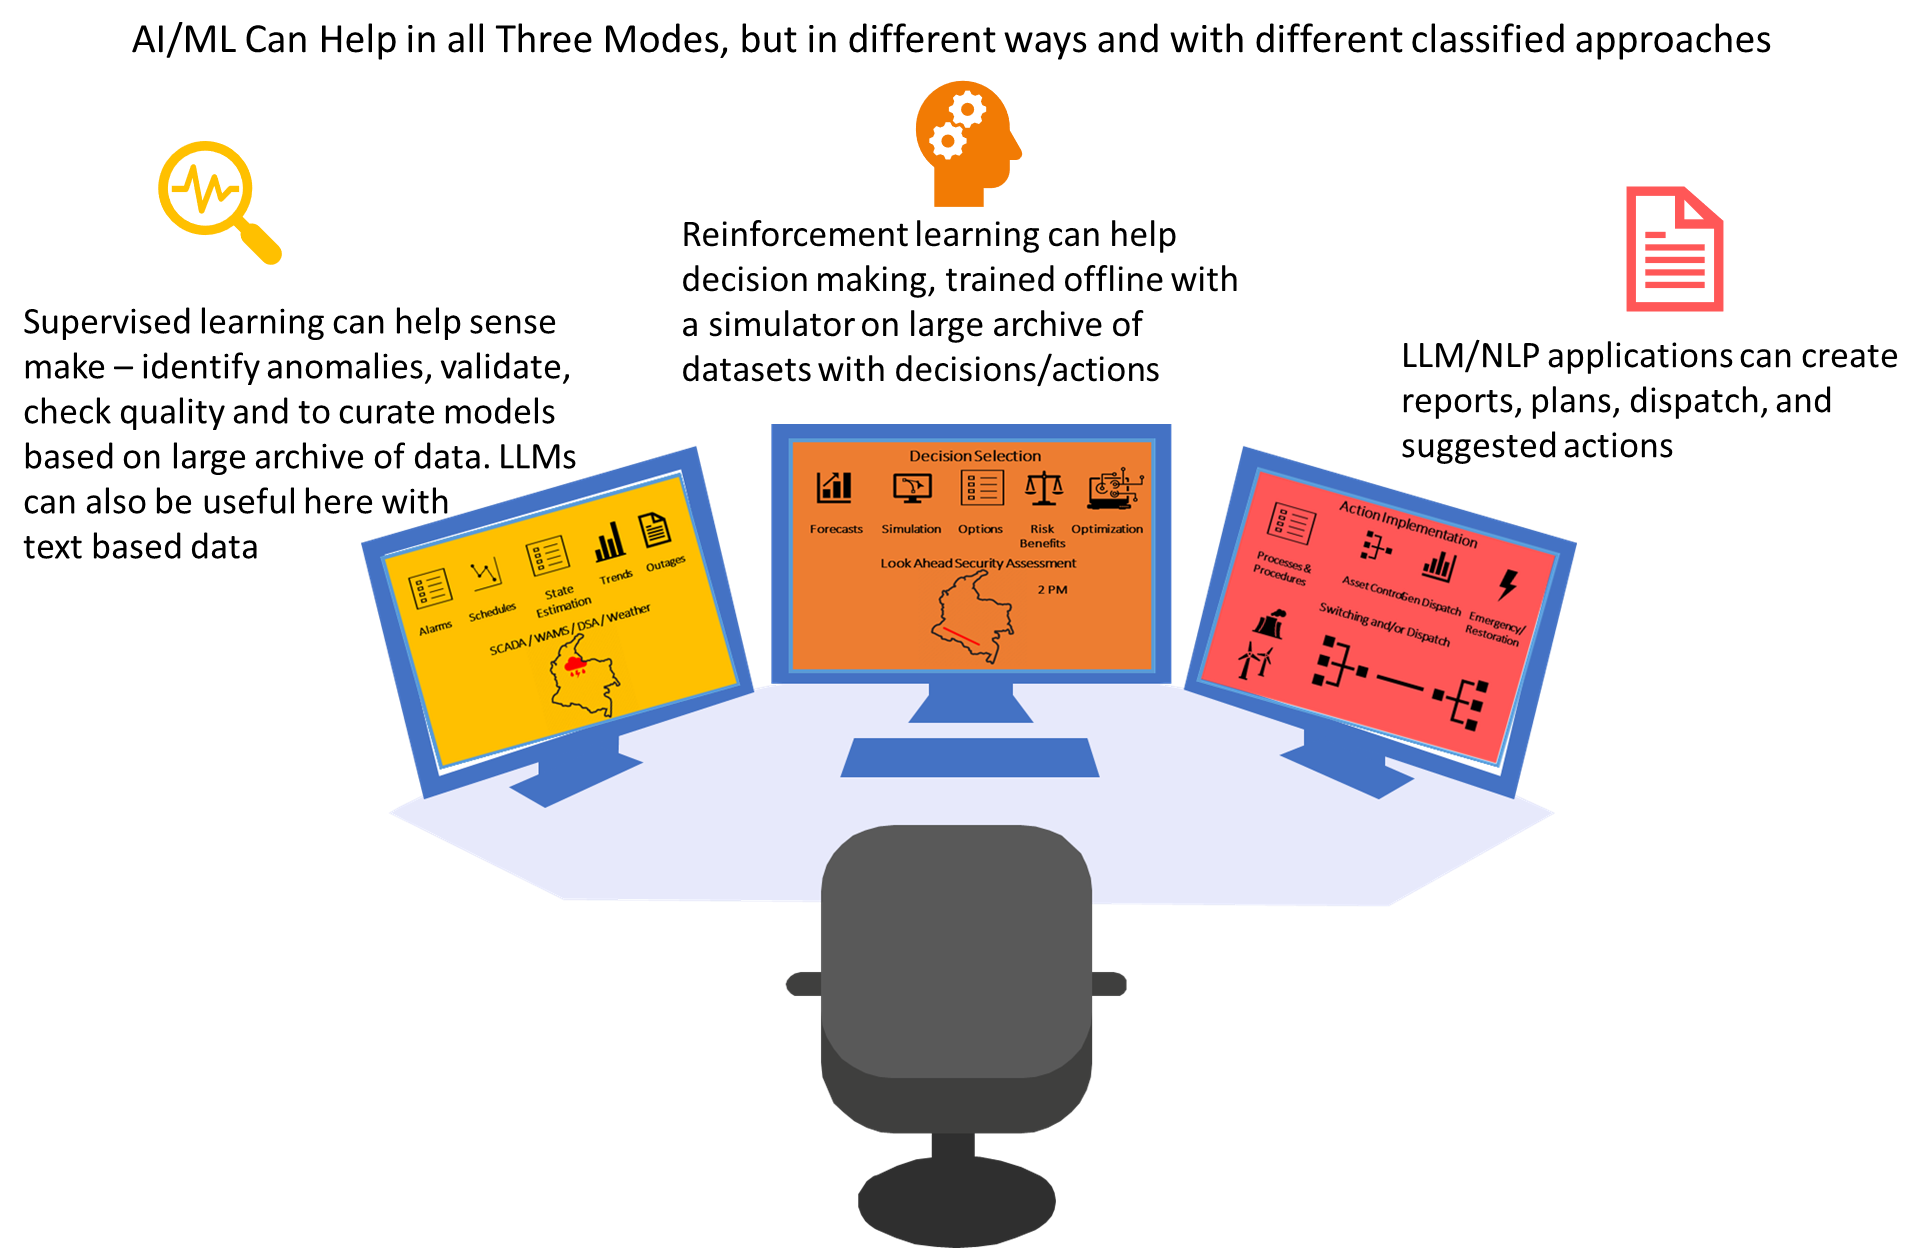 AI/ML Can Help in all Three Modes, but in different ways and with different classified approaches
Supervised learning can help sense
make – identify anomalies, validate,
check quality and to curate models
based on large archive of data. LLMs
can also be useful here with
text based data
Reinforcement learning can help
decision making, trained offline with
a simulator on large archive of
datasets with decisions/actions
LLM/NLP applications can create
reports, plans, dispatch, and
suggested actions
Alarms
Schedules
State
Estimation
Trends
Outages
SCADA / WAMS / DSA / Weather
Decision Selection
Forecasts
Simulation
Options
Risk
Benefits
Optimization
Look Ahead Security Assessment
2 PM
Action Implementation
Processes &
Procedures
Asset Control
Gen Dispatch
Emergency/
Restoration
Switching and/or Dispatch